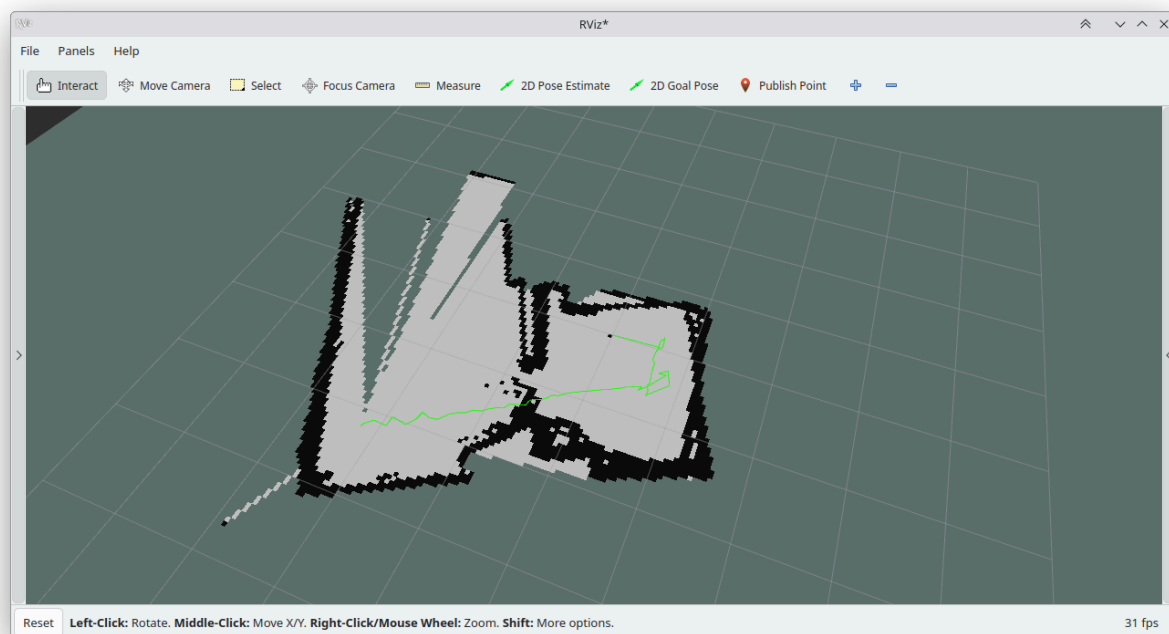 RViz*
File Panels Help
Interact Move Camera Select Focus Camera Measure 2D Pose Estimate 2D Goal Pose Publish Point
Reset Left-Click: Rotate. Middle-Click: Move X/Y. Right-Click/Mouse Wheel: Zoom. Shift: More options. 31 fps